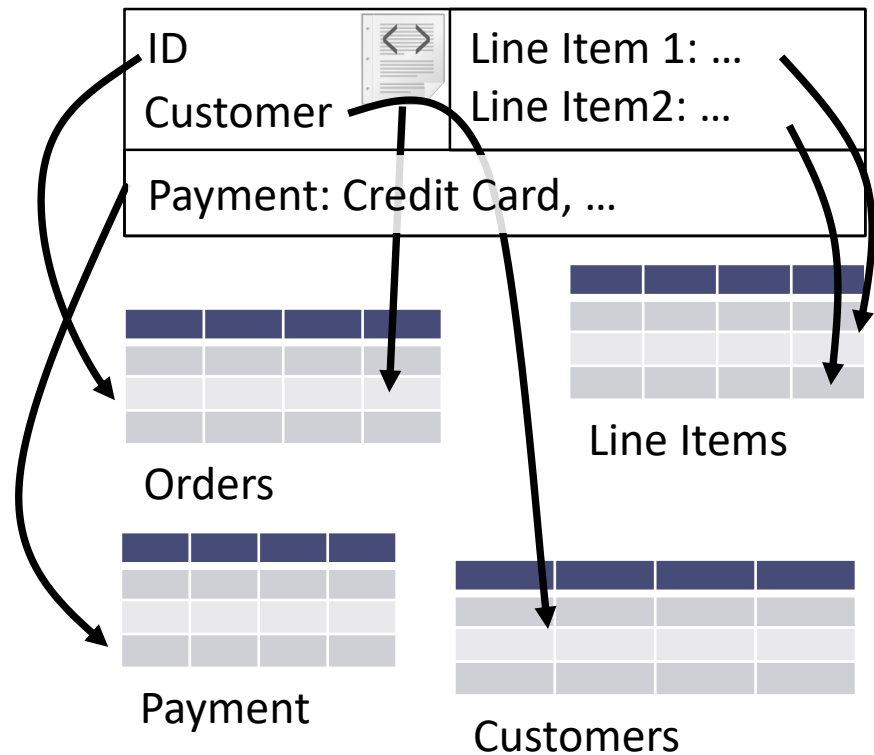 ID
Customer
<>
Line Item 1: ...
Line Item2: ...
Payment: Credit Card, ...
Orders
Line Items
Payment
Customers